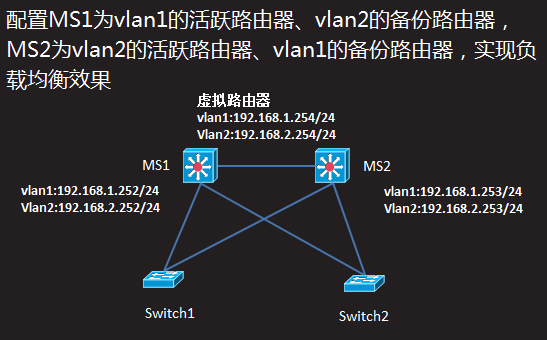 配置MS1为vlan1的活跃路由器、vlan2的备份路由器，
MS2为vlan2的活跃路由器、vlan1的备份路由器，实现负
载均衡效果
虚拟路由器
vlan1:192.168.1.254/24
Vlan2:192.168.2.254/24
MS1
MS2
vlan1:192.168.1.252/24
Vlan2:192.168.2.252/24
vlan1:192.168.1.253/24
Vlan2:192.168.2.253/24
Switch1
Switch2